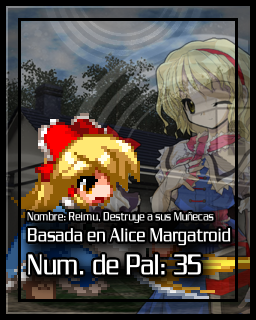 Nombre: Reimu, Destruye a sus Muñecas
Basada en Alice Margatroid
Num. de Pal: 35